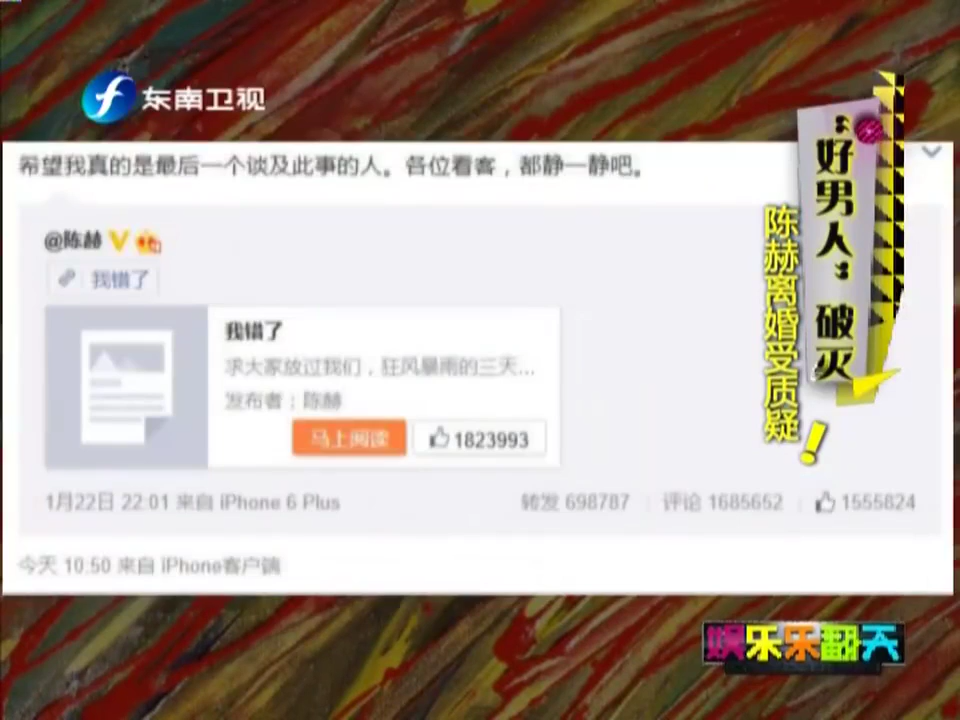 东南卫视
希望我真的是最后一个谈及此事的人。各位看客，都静一静吧。
@陈赫
我错了
我错了
求大家放过我们，狂风暴雨的三天...
发布者：陈赫
马上阅读
1823993
1月22日 22:01 来自 iPhone 6 Plus
转发 698787
评论 1685652
1555824
今天 10:50 来自 iPhone客户端
“好男人”破灭
陈赫离婚受质疑！
娱乐乐翻天